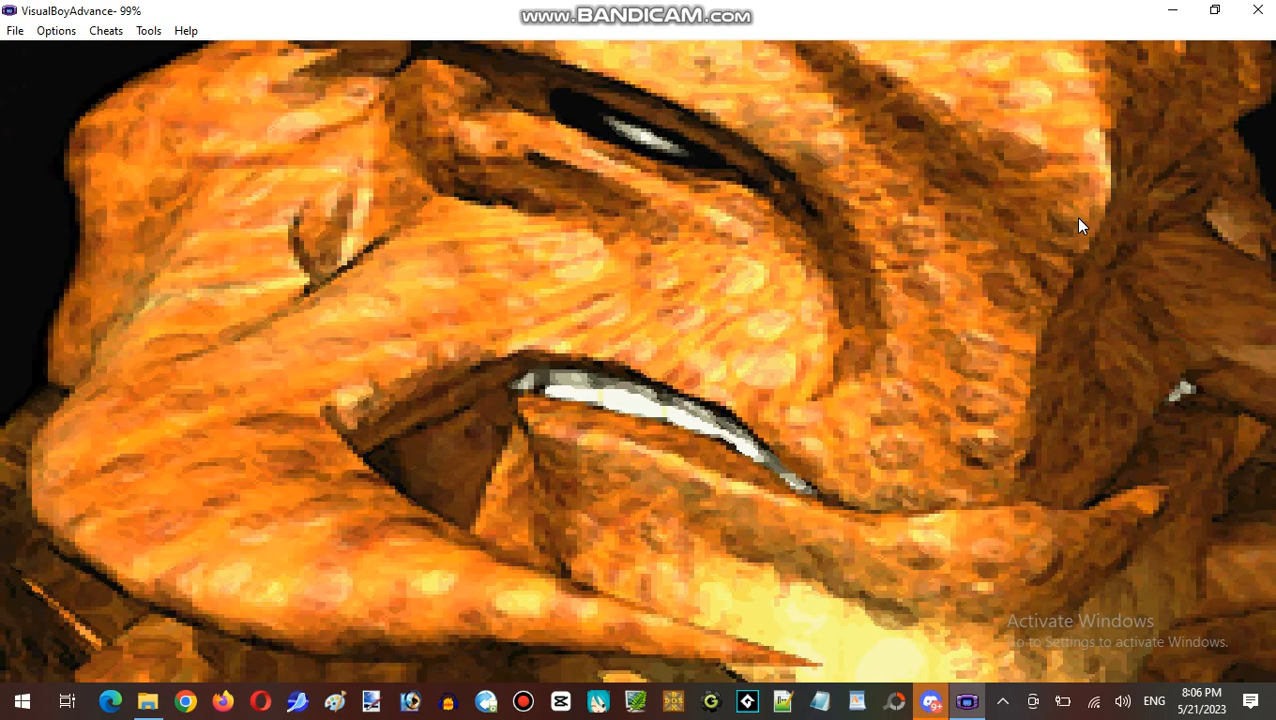 VisualBoyAdvance- 99%
www.BANDICAM.com
File Options Cheats Tools Help
Activate Windows
Go to Settings to activate Windows.
9+
ENG
8:06 PM
5/21/2023